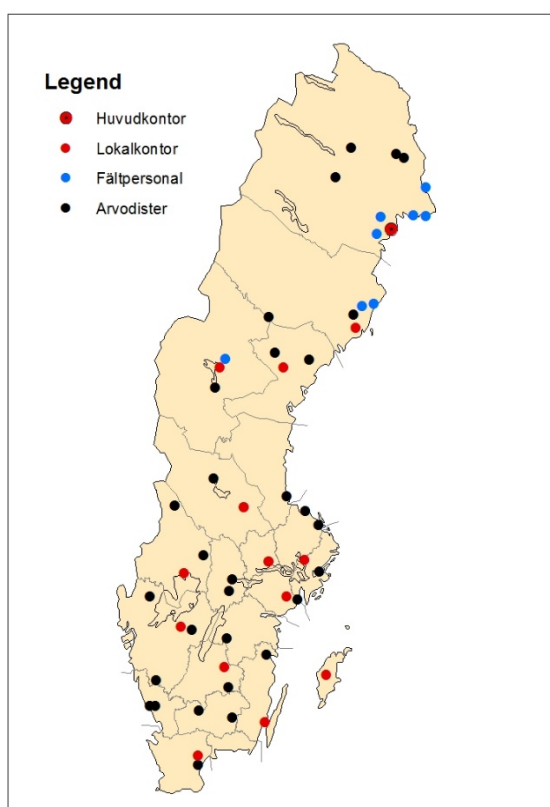 Legend
Huvudkontor
Lokalkontor
Fältpersonal
Arvodister